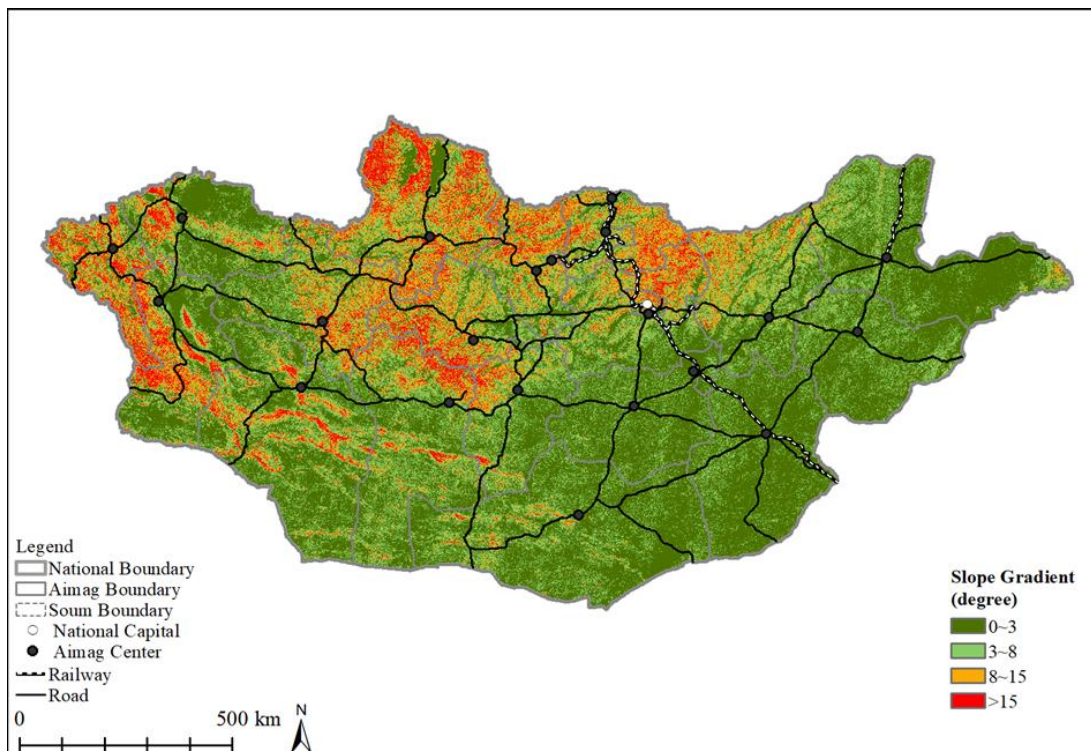 Legend
National Boundary
Aimag Boundary
Soum Boundary
National Capital
Aimag Center
Railway
Road
0 500 km
N
Slope Gradient
(degree)
0~3
3~8
8~15
>15